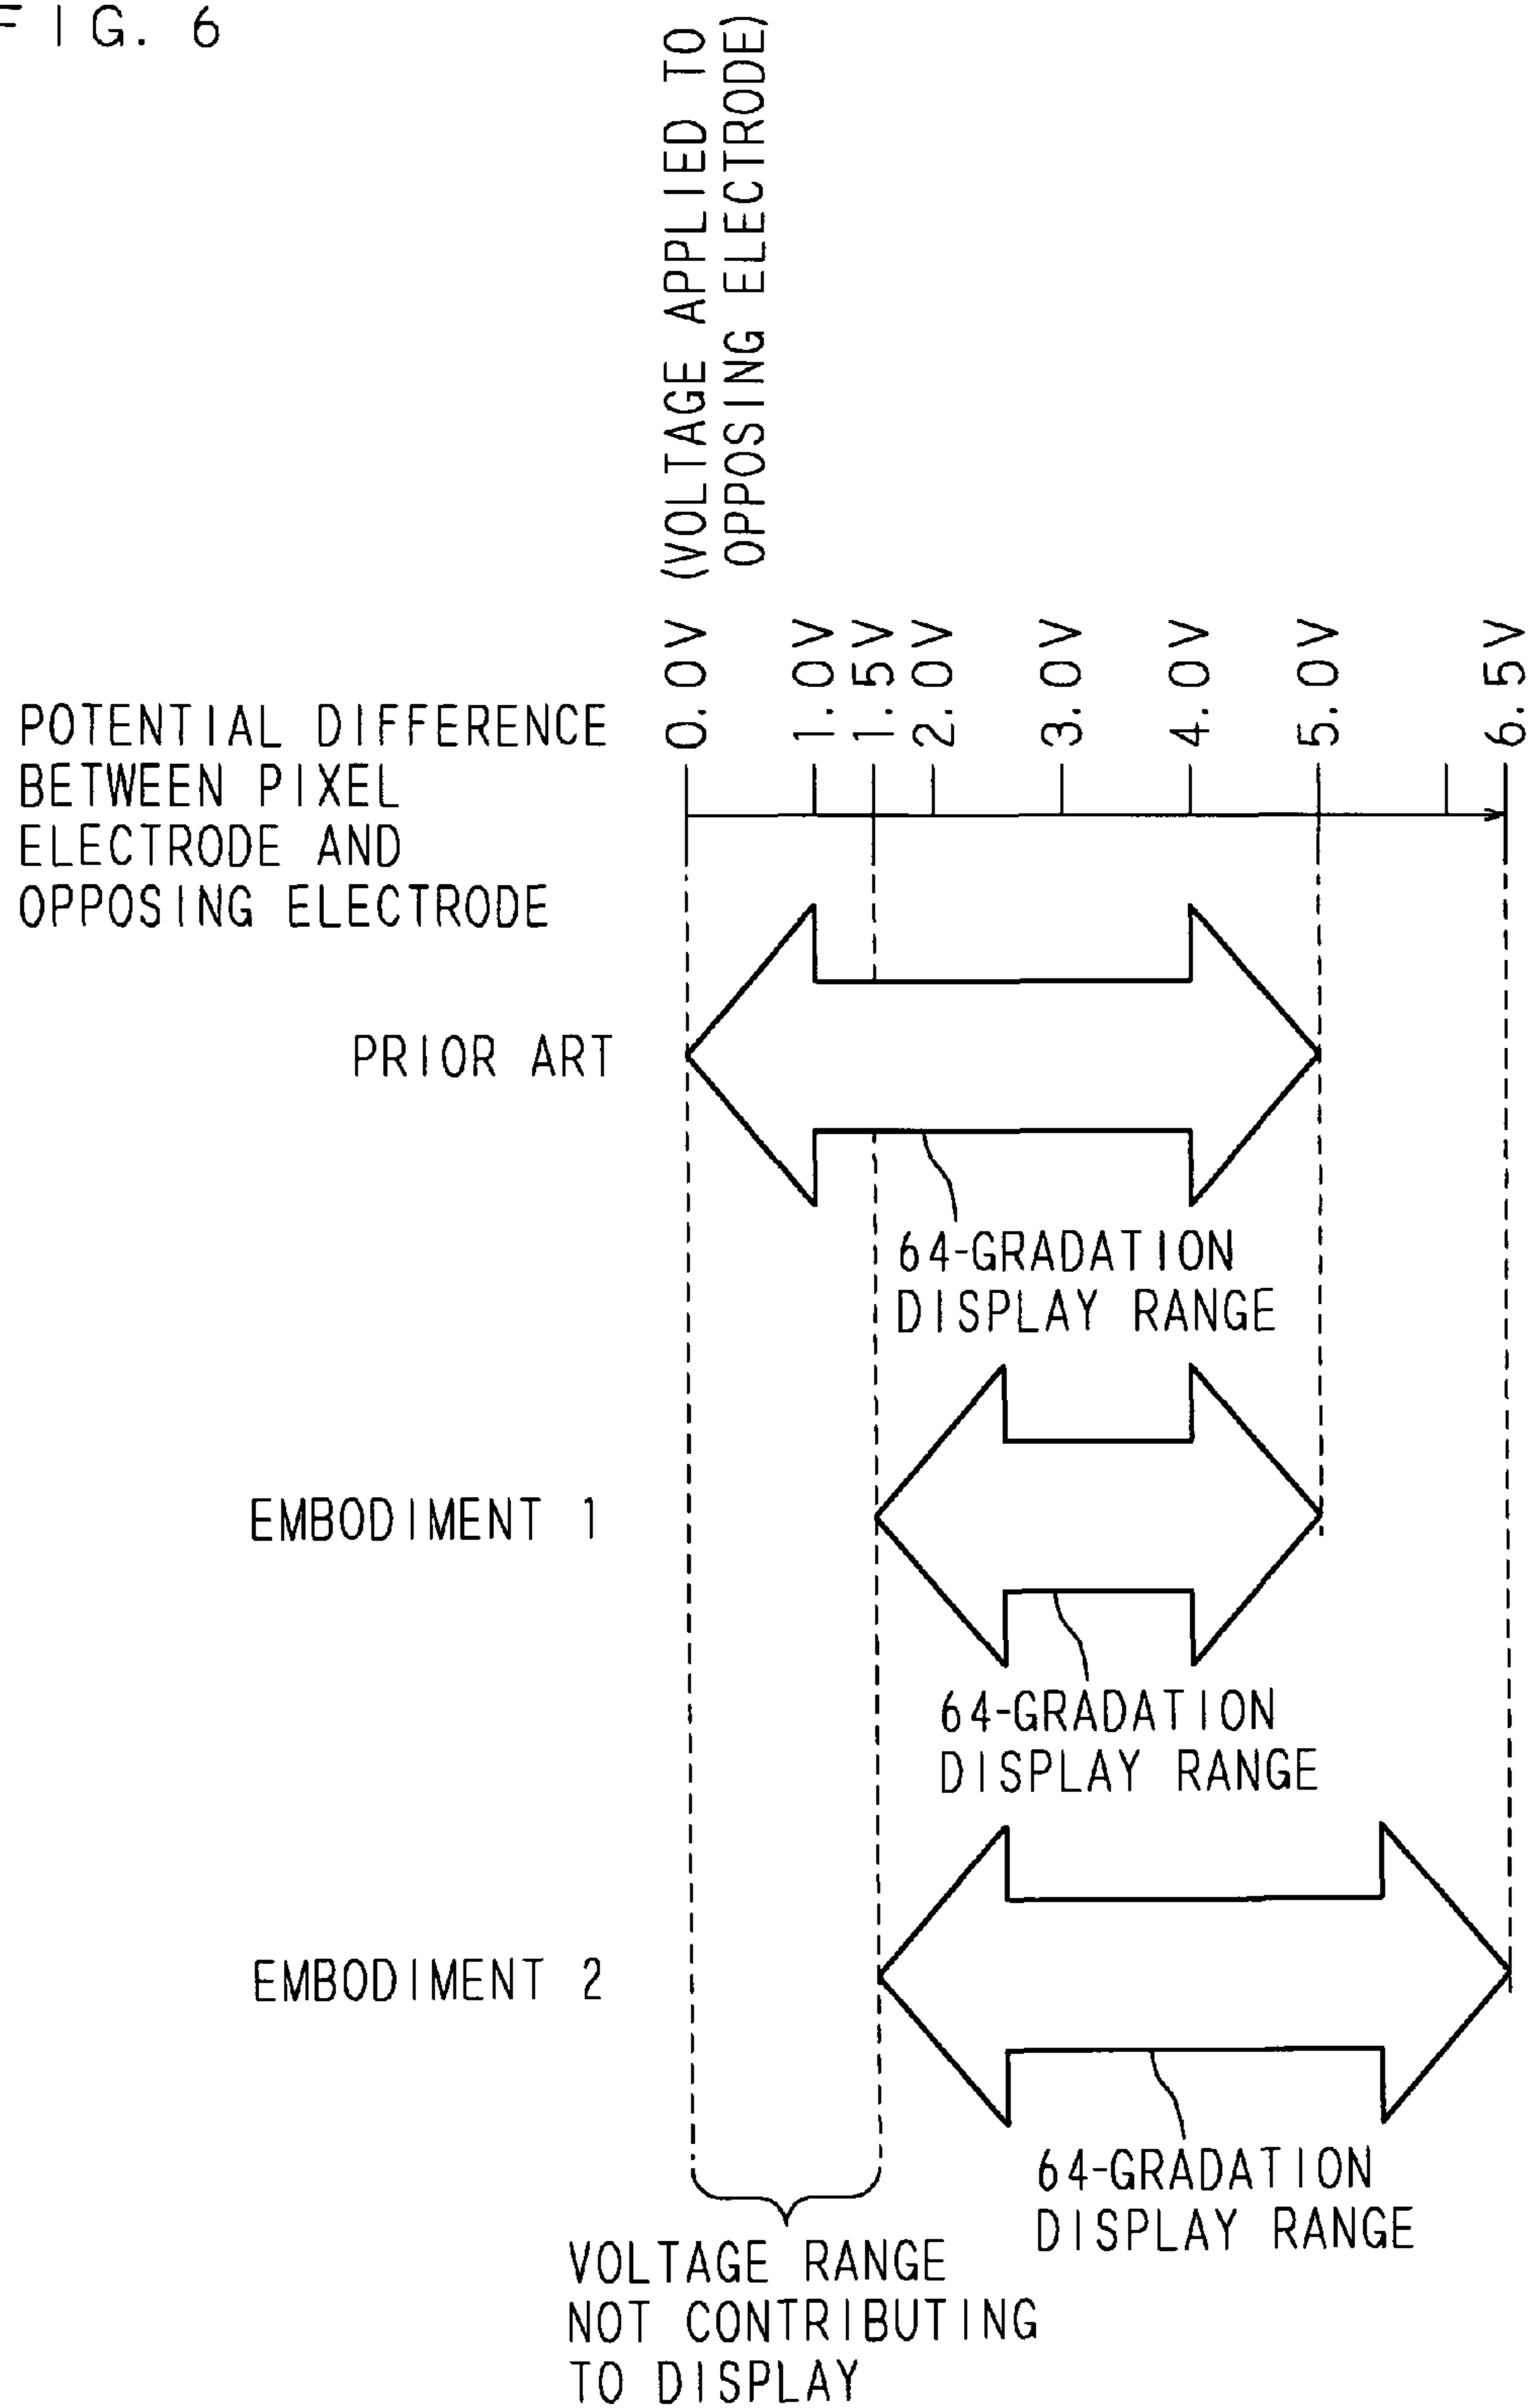 FIG. 6
(VOLTAGE APPLIED TO
OPPOSING ELECTRODE)
POTENTIAL DIFFERENCE
BETWEEN PIXEL
ELECTRODE AND
OPPOSING ELECTRODE
0.0V
1.0V
1.5V
2.0V
3.0V
4.0V
5.0V
6.5V
PRIOR ART
64-GRADATION
DISPLAY RANGE
EMBODIMENT 1
64-GRADATION
DISPLAY RANGE
EMBODIMENT 2
64-GRADATION
DISPLAY RANGE
VOLTAGE RANGE
NOT CONTRIBUTING
TO DISPLAY